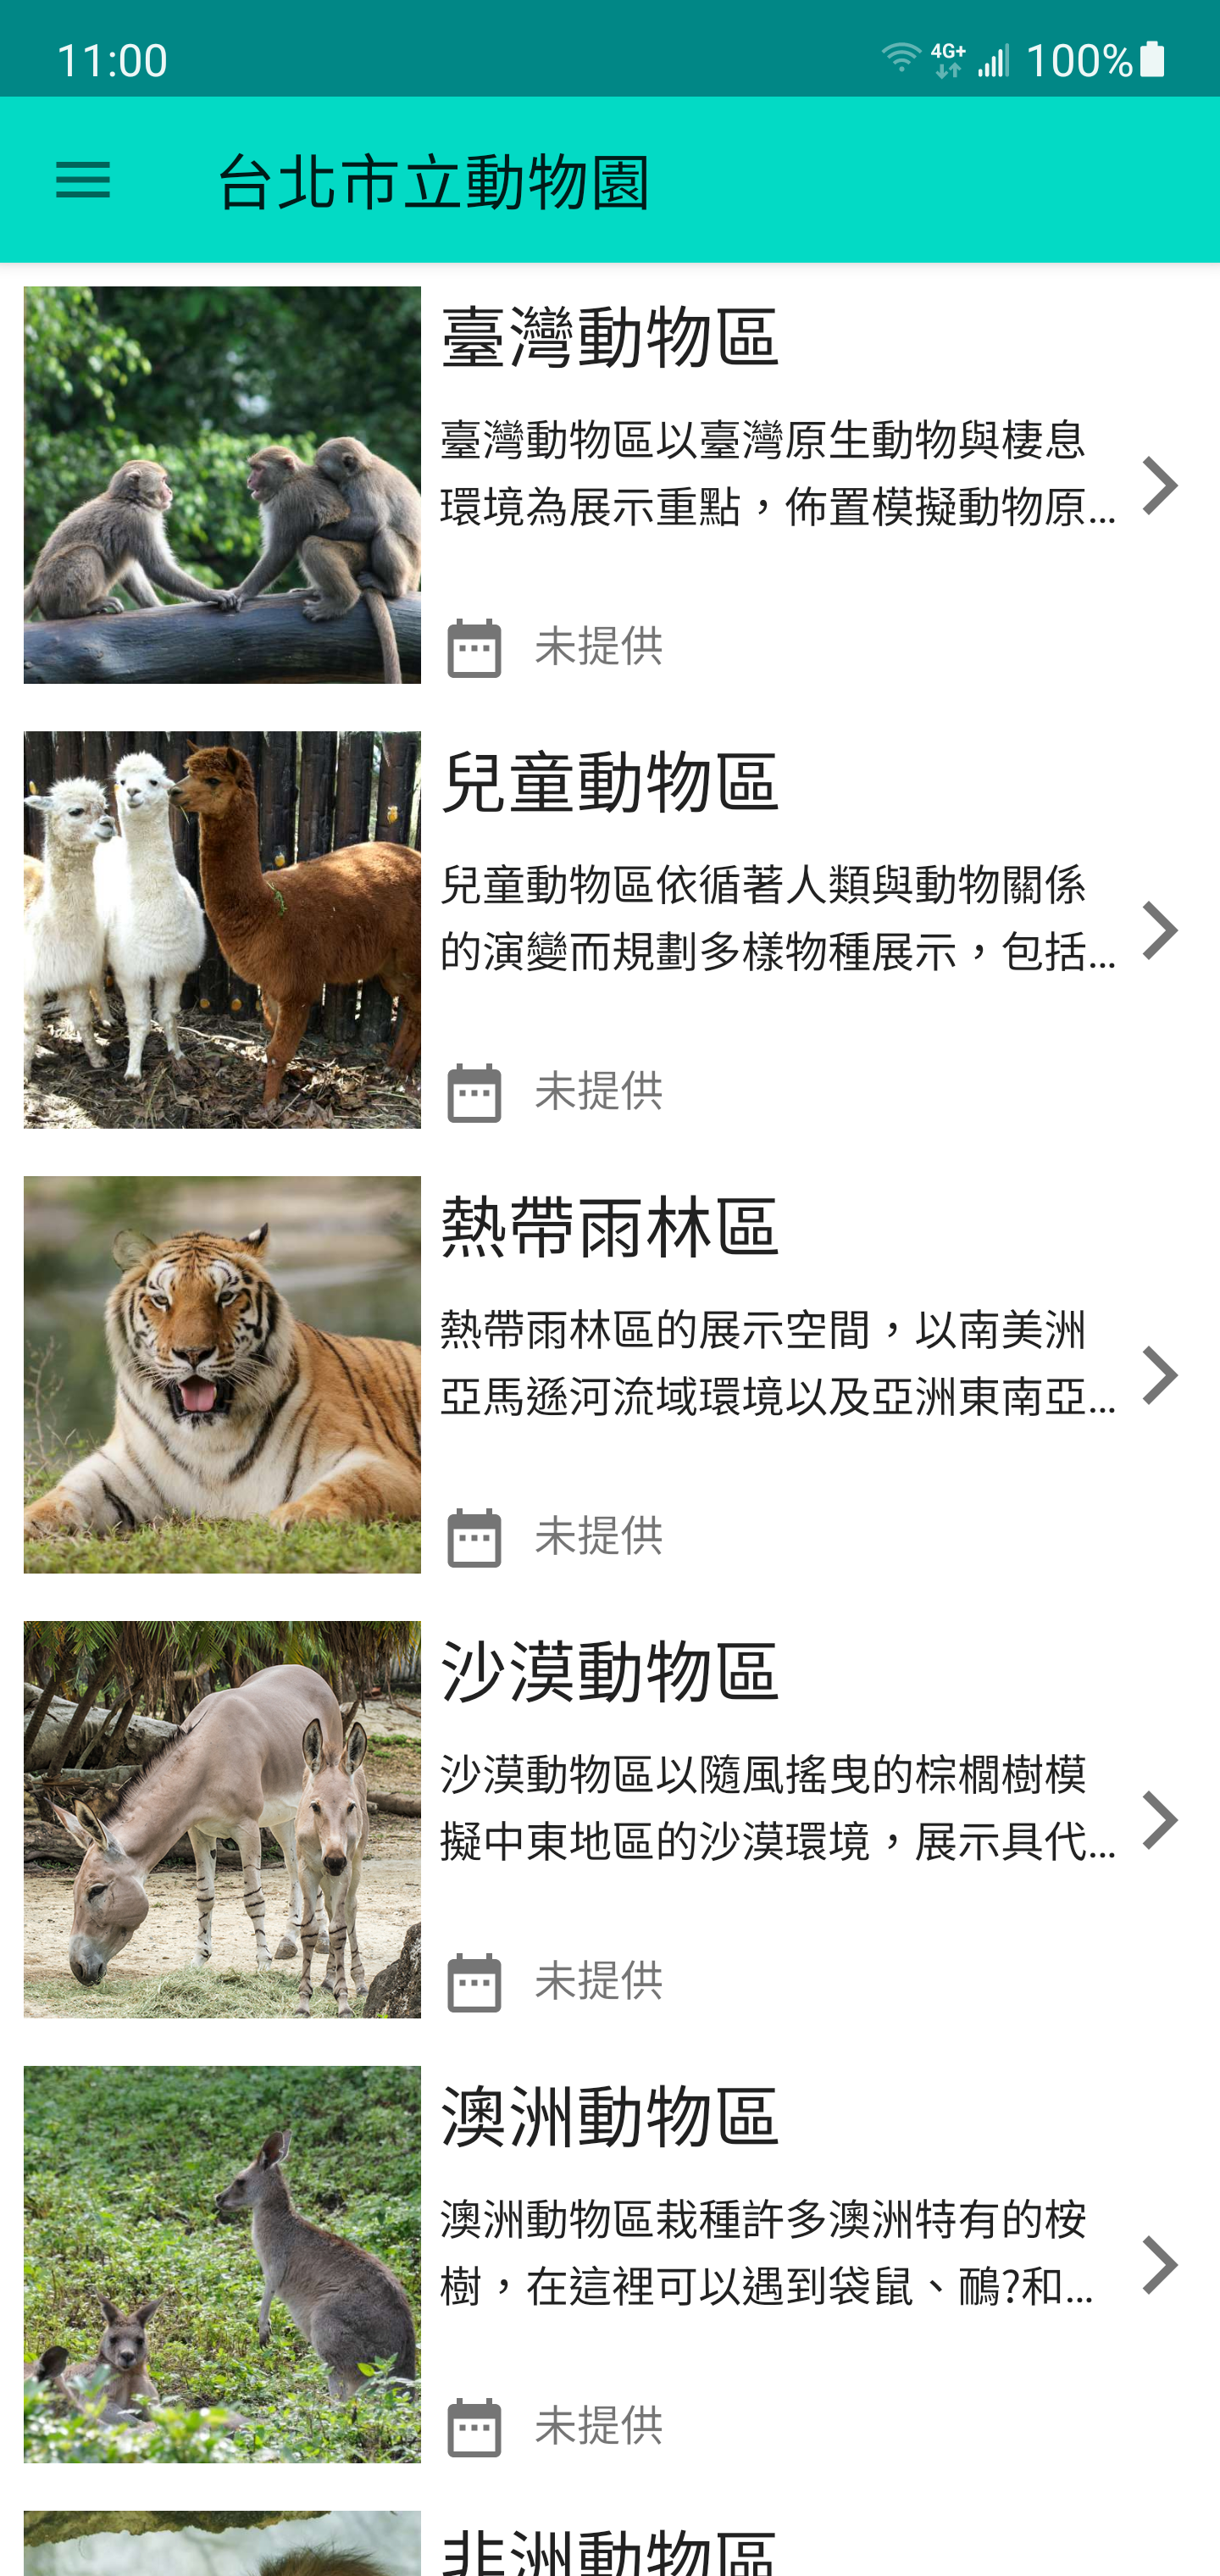 11:00
4G+ 100%
台北市立動物園
臺灣動物區
臺灣動物區以臺灣原生動物與棲息
環境為展示重點，佈置模擬動物原...
未提供
兒童動物區
兒童動物區依循著人類與動物關係
的演變而規劃多樣物種展示，包括...
未提供
熱帶雨林區
熱帶雨林區的展示空間，以南美洲
亞馬遜河流域環境以及亞洲東南亞...
未提供
沙漠動物區
沙漠動物區以隨風搖曳的棕櫚樹模
擬中東地區的沙漠環境，展示具代...
未提供
澳洲動物區
澳洲動物區栽種許多澳洲特有的桉
樹，在這裡可以遇到袋鼠、鴯?和...
未提供
非洲動物區